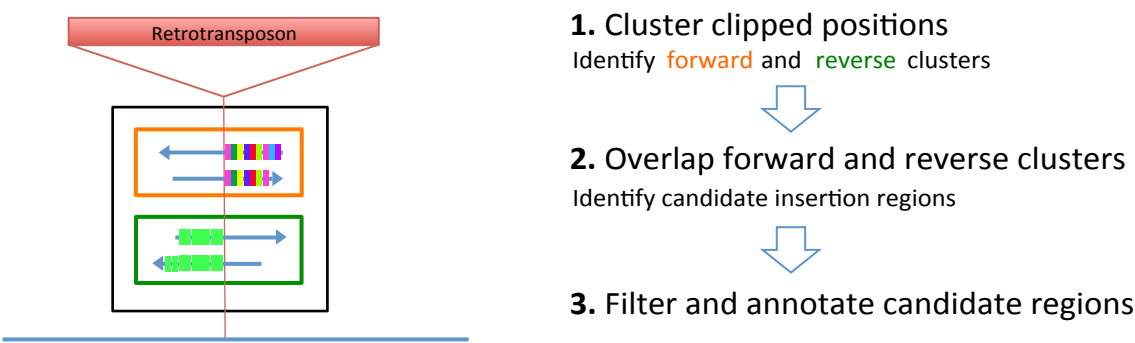 Retrotransposon
1. Cluster clipped positions
Identify forward and reverse clusters
2. Overlap forward and reverse clusters
Identify candidate insertion regions
3. Filter and annotate candidate regions